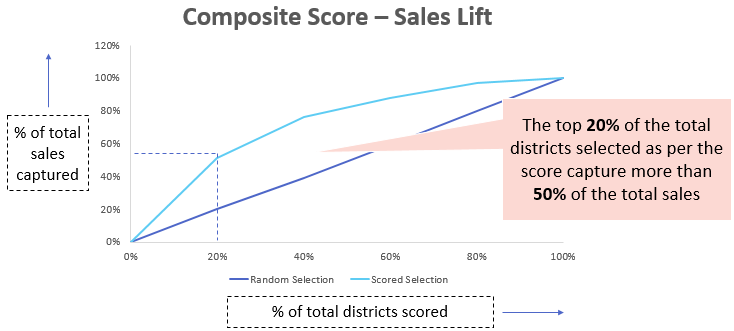 Composite Score – Sales Lift
120%
100%
80%
60%
40%
20%
0%
0%
20%
40%
60%
80%
100%
% of total
sales
captured
The top 20% of the total
districts selected as per the
score capture more than
50% of the total sales
Random Selection
Scored Selection
% of total districts scored